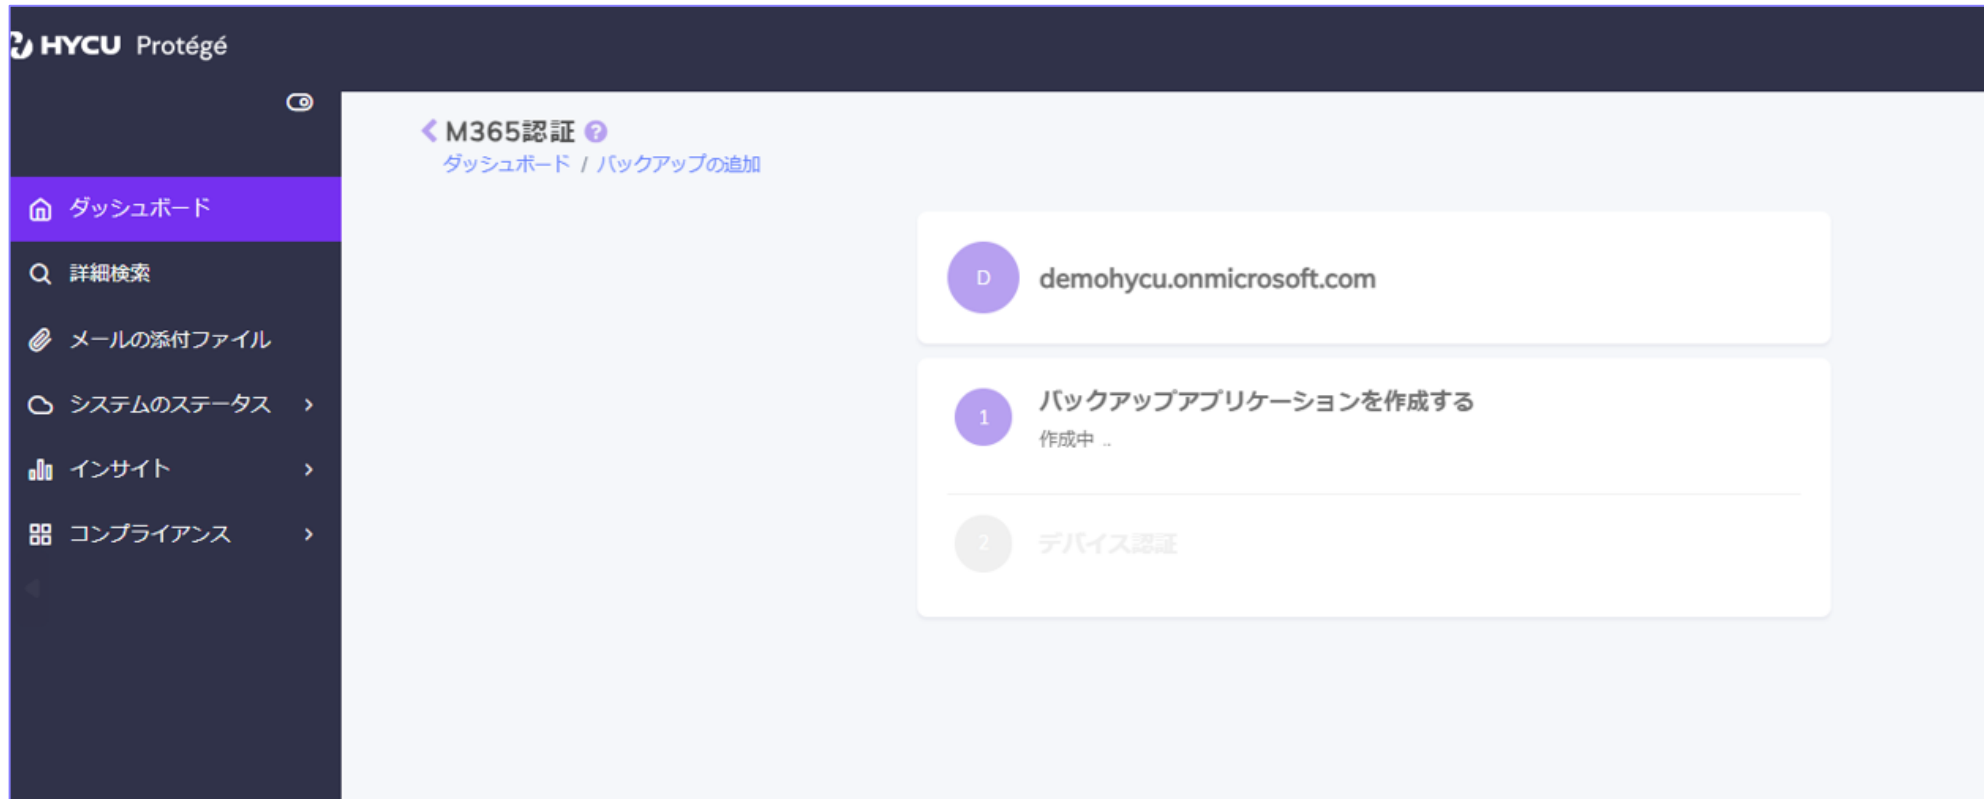 HYCU Protégé
M365認証 ?
ダッシュボード / バックアップの追加
ダッシュボード
詳細検索
メールの添付ファイル
システムのステータス
インサイト
コンプライアンス
D
demohycu.onmicrosoft.com
1
バックアップアプリケーションを作成する
作成中 ..
2
デバイス認証